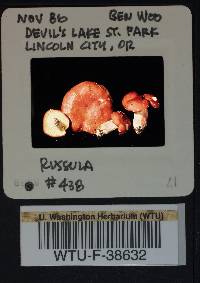 NOV 86 BEN WOO
DEVIL'S LAKE ST. PARK
LINCOLN CITY, OR
RUSSULA
#438
U. Washington Herbarium (WTU)
WTU-F-38632